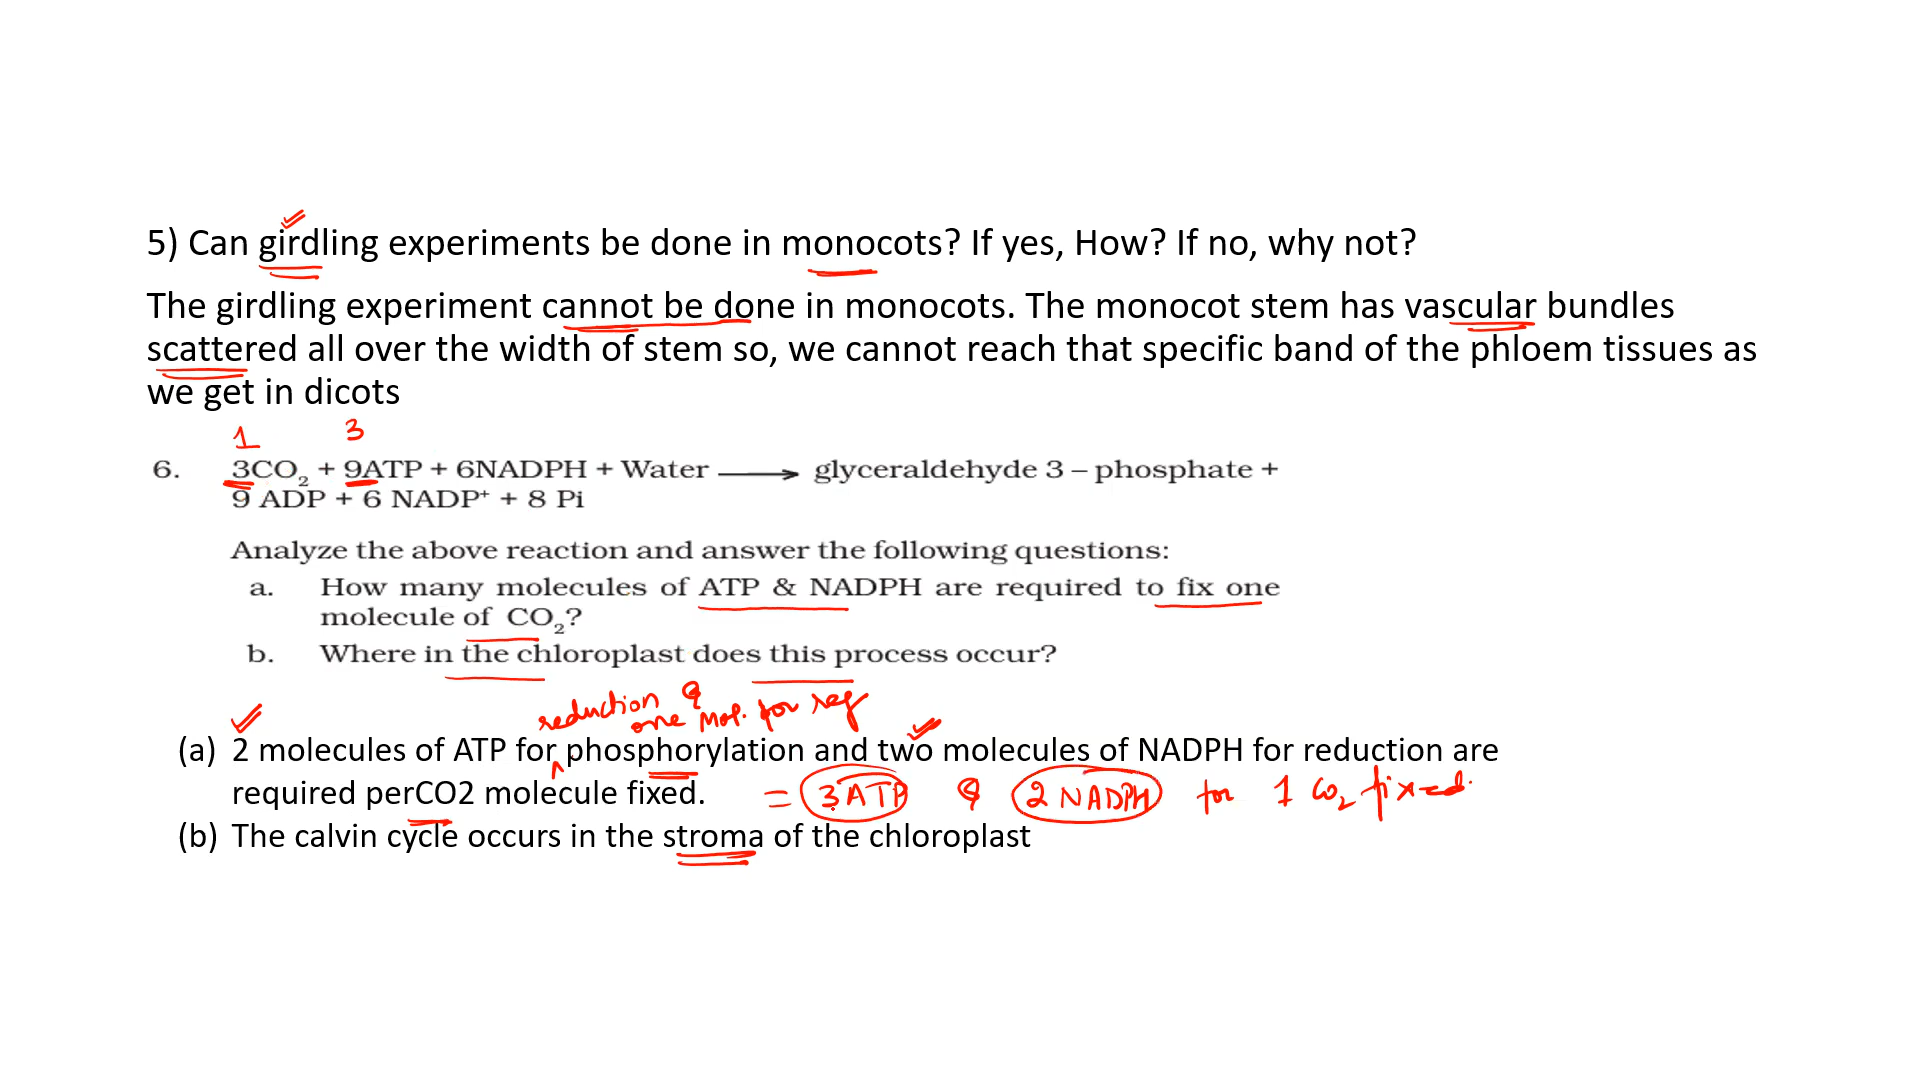 5) Can girdling experiments be done in monocots? If yes, How? If no, why not?
The girdling experiment cannot be done in monocots. The monocot stem has vascular bundles
scattered all over the width of stem so, we cannot reach that specific band of the phloem tissues as
we get in dicots
1 3
6. 3CO₂ + 9ATP + 6NADPH + Water ⟶ glyceraldehyde 3 – phosphate +
9 ADP + 6 NADP⁺ + 8 Pi
Analyze the above reaction and answer the following questions:
a. How many molecules of ATP & NADPH are required to fix one
molecule of CO₂?
b. Where in the chloroplast does this process occur?
reduction &
one mol. for reg
(a) 2 molecules of ATP for phosphorylation and two molecules of NADPH for reduction are
required perCO2 molecule fixed. = 3 ATP & 2 NADPH for 1 CO₂ fixed.
(b) The calvin cycle occurs in the stroma of the chloroplast